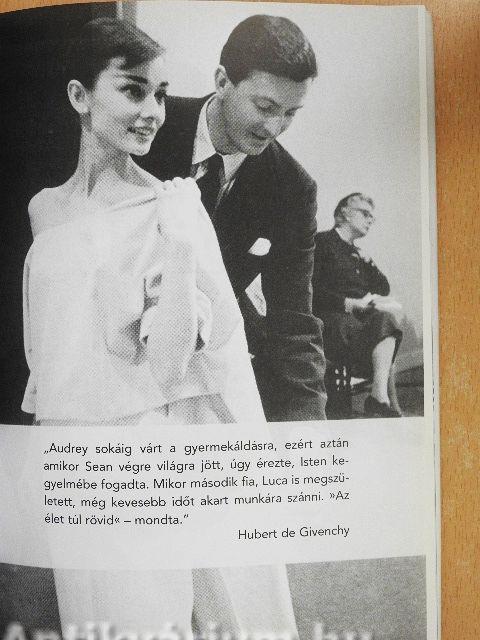 „Audrey sokáig várt a gyermekáldásra, ezért aztán
amikor Sean végre világra jött, úgy érezte, Isten ke-
gyelmébe fogadta. Mikor második fia, Luca is megszü-
letett, még kevesebb időt akart munkára szánni. »Az
élet túl rövid« – mondta.”
Hubert de Givenchy
Antikvárium.hu